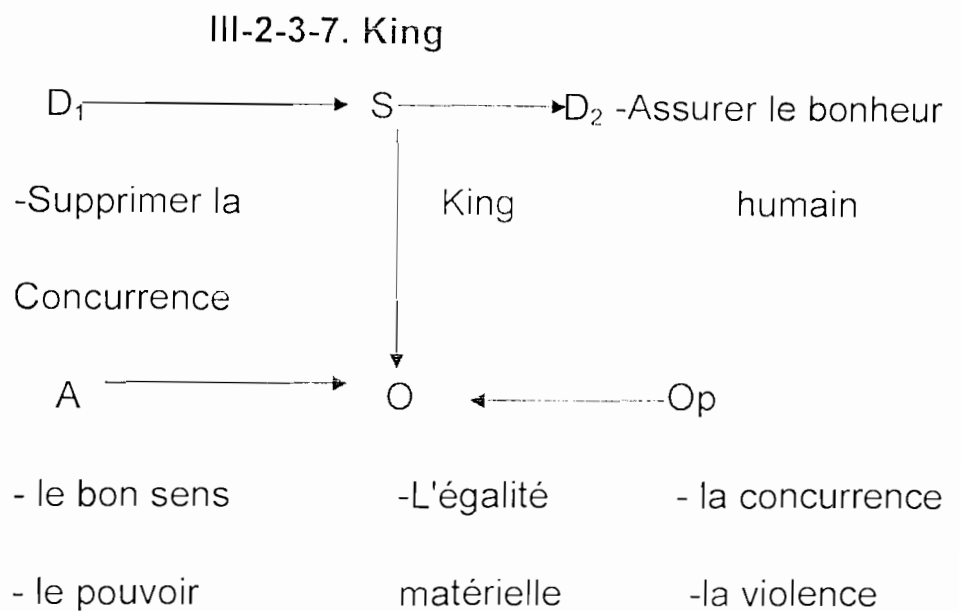 III-2-3-7. King
D₁ S D₂ -Assurer le bonheur
-Supprimer la King humain
Concurrence
A O Op
- le bon sens -L'égalité - la concurrence
- le pouvoir matérielle -la violence